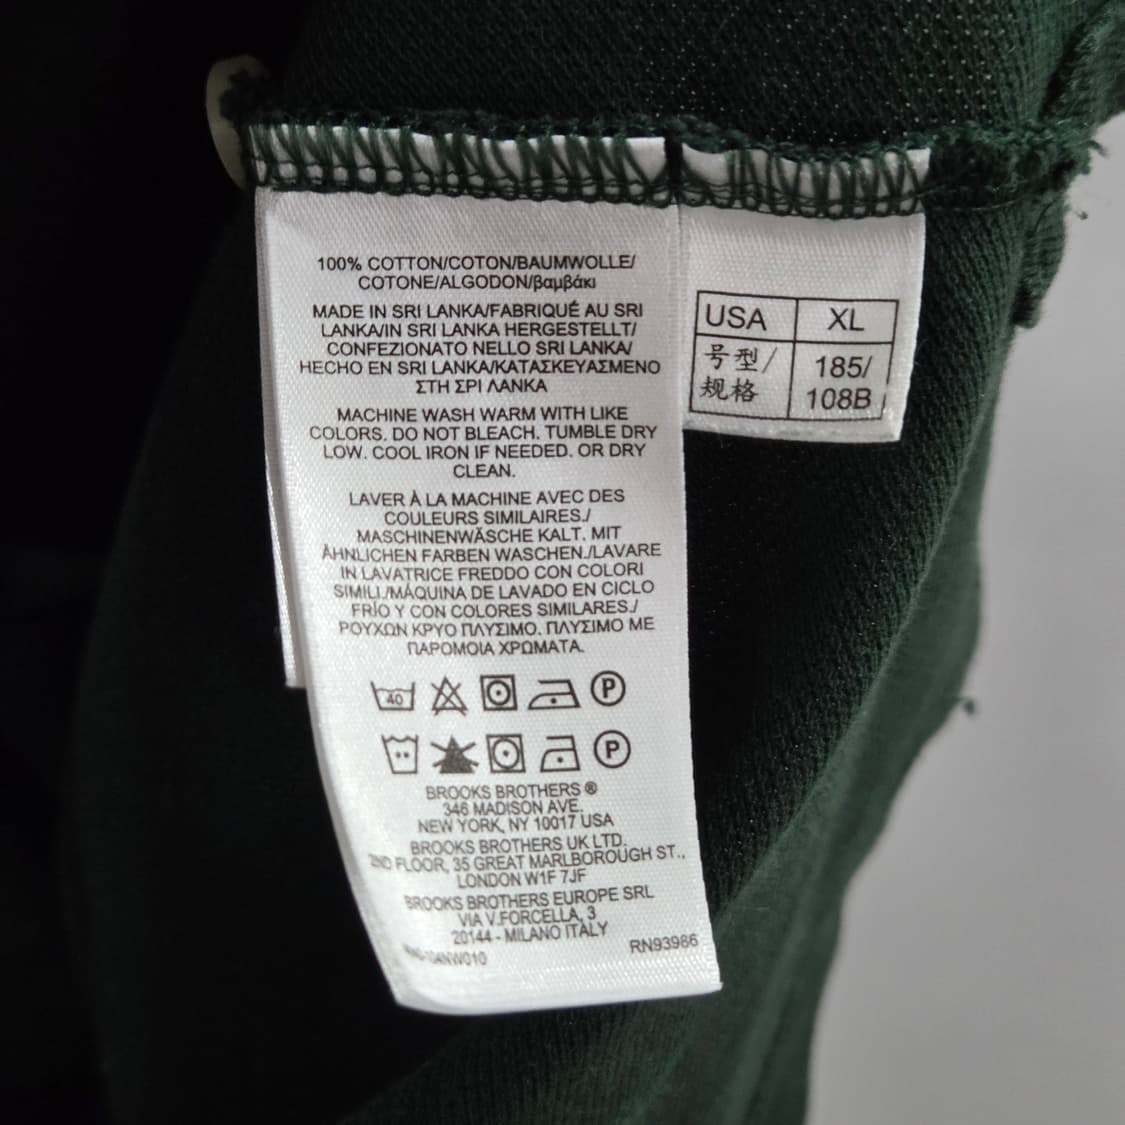 100% COTTON/COTON/BAUMWOLLE/
COTONE/ALGODON/βαμβάκι
MADE IN SRI LANKA/FABRIQUÉ AU SRI
LANKA/IN SRI LANKA HERGESTELLT/
CONFEZIONATO NELLO SRI LANKA/
HECHO EN SRI LANKA/ΚΑΤΑΣΚΕΥΑΣΜΕΝΟ
ΣΤΗ ΣΡΙ ΛΑΝΚΑ
MACHINE WASH WARM WITH LIKE
COLORS. DO NOT BLEACH. TUMBLE DRY
LOW. COOL IRON IF NEEDED. OR DRY
CLEAN.
LAVER À LA MACHINE AVEC DES
COULEURS SIMILAIRES./
MASCHINENWÄSCHE KALT. MIT
ÄHNLICHEN FARBEN WASCHEN./LAVARE
IN LAVATRICE FREDDO CON COLORI
SIMILI./MÁQUINA DE LAVADO EN CICLO
FRÍO Y CON COLORES SIMILARES./
ΡΟΥΧΩΝ ΚΡΥΟ ΠΛΥΣΙΜΟ. ΠΛΥΣΙΜΟ ΜΕ
ΠΑΡΟΜΟΙΑ ΧΡΩΜΑΤΑ.
40 P
P
BROOKS BROTHERS ®
346 MADISON AVE.
NEW YORK, NY 10017 USA
BROOKS BROTHERS UK LTD.
2ND FLOOR, 35 GREAT MARLBOROUGH ST.,
LONDON W1F 7JF
BROOKS BROTHERS EUROPE SRL
VIA V.FORCELLA, 3
20144 - MILANO ITALY
RN93986
USA XL
号型/ 185/
规格 108B